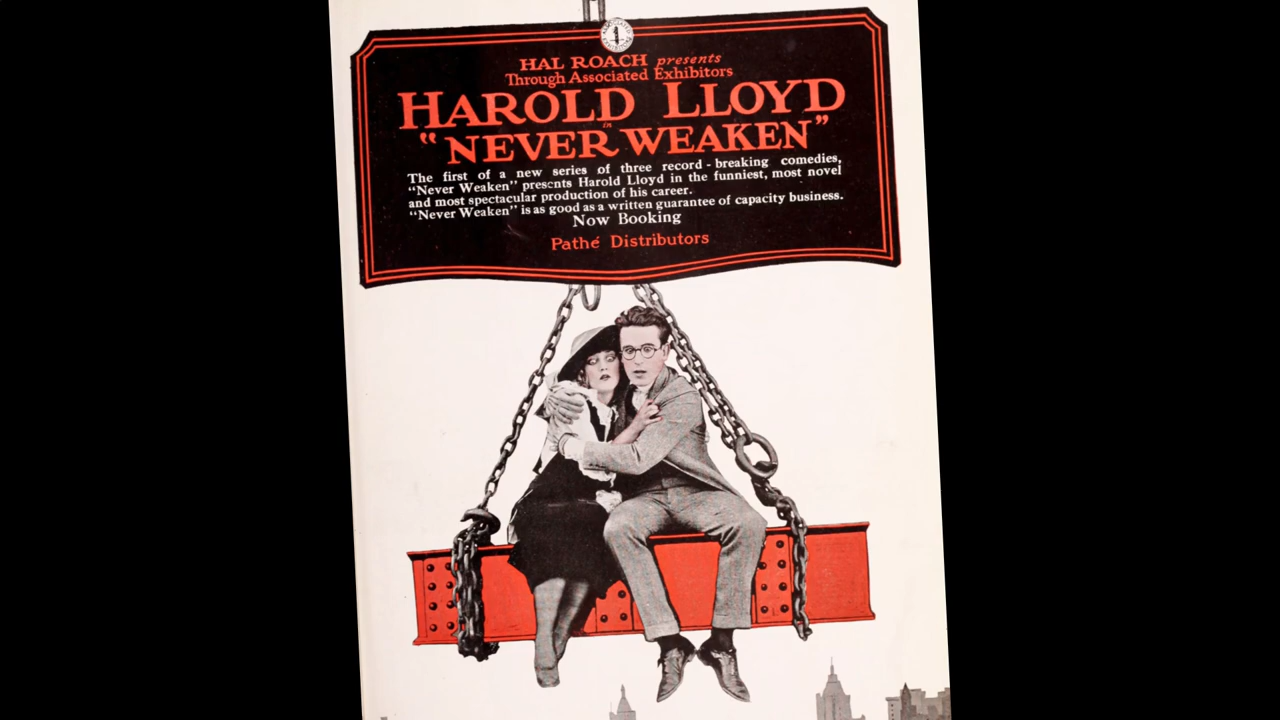 HAL ROACH presents
Through Associated Exhibitors
HAROLD LLOYD
in
"NEVER WEAKEN"
The first of a new series of three record-breaking comedies,
"Never Weaken" presents Harold Lloyd in the funniest, most novel
and most spectacular production of his career.
"Never Weaken" is as good as a written guarantee of capacity business.
Now Booking
Pathé Distributors